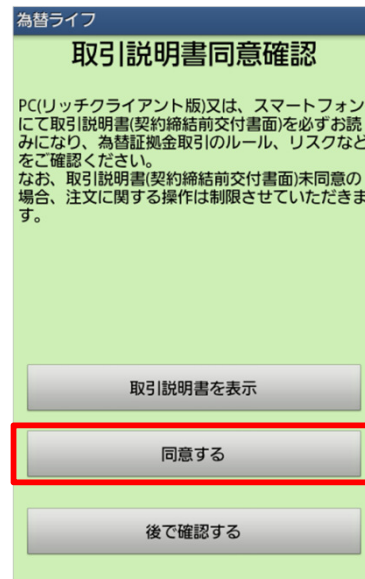 為替ライフ
取引説明書同意確認
PC(リッチクライアント版)又は、スマートフォン
にて取引説明書(契約締結前交付書面)を必ずお読
みになり、為替証拠金取引のルール、リスクなど
をご確認ください。
なお、取引説明書(契約締結前交付書面)未同意の
場合、注文に関する操作は制限させていただきま
す。
取引説明書を表示
同意する
後で確認する